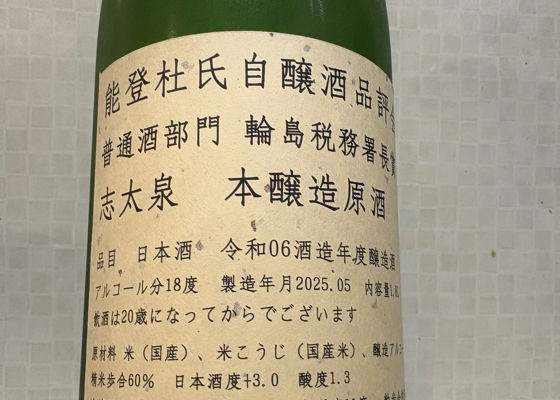 能登杜氏自醸酒品評会
普通酒部門 輪島税務署長賞
志太泉 本醸造原酒
品目 日本酒 令和06酒造年度醸造酒
アルコール分18度 製造年月2025.05 内容量1.8L
飲酒は20歳になってからでございます
原材料 米(国産)、米こうじ(国産米)、醸造アルコー
精米歩合60% 日本酒度+3.0 酸度1.3